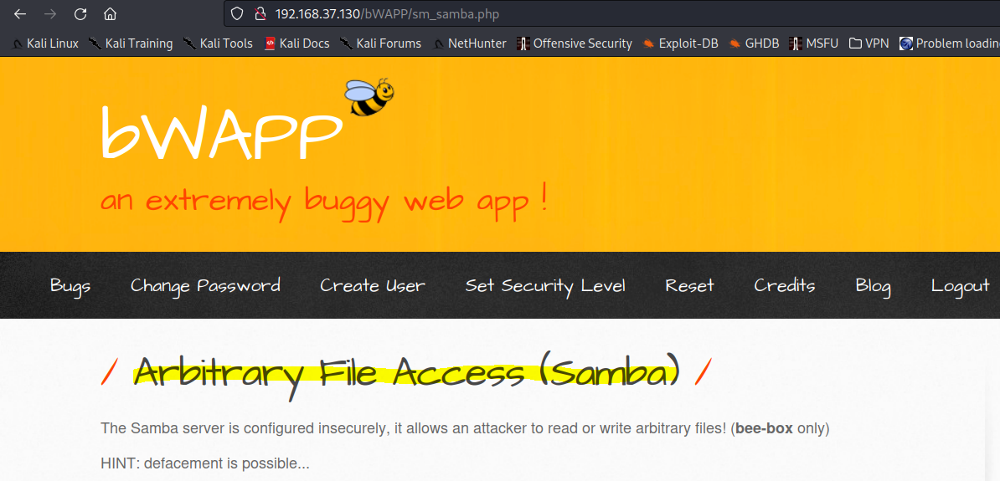 192.168.37.130/bWAPP/sm_samba.php
Kali Linux Kali Training Kali Tools Kali Docs Kali Forums NetHunter Offensive Security Exploit-DB GHDB MSFU VPN Problem loadin
bWAPP
an extremely buggy web app !
Bugs Change Password Create User Set Security Level Reset Credits Blog Logout
/ Arbitrary File Access (Samba) /
The Samba server is configured insecurely, it allows an attacker to read or write arbitrary files! (bee-box only)
HINT: defacement is possible...